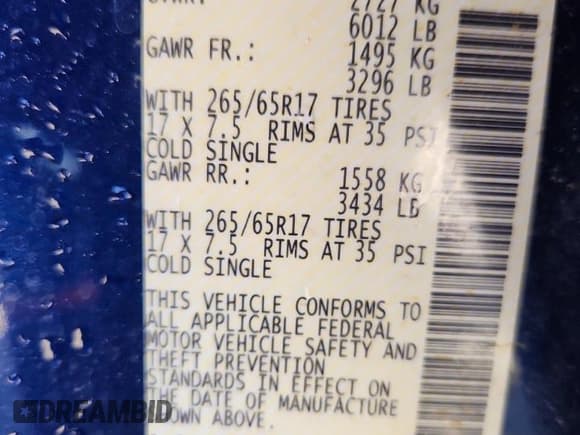 2727 KG
6012 LB
GAWR FR.: 1495 KG
3296 LB
WITH 265/65R17 TIRES
17 X 7.5 RIMS AT 35 PSI
COLD SINGLE
GAWR RR.: 1558 KG
3434 LB
WITH 265/65R17 TIRES
17 X 7.5 RIMS AT 35 PSI
COLD SINGLE
THIS VEHICLE CONFORMS TO
ALL APPLICABLE FEDERAL
MOTOR VEHICLE SAFETY AND
THEFT PREVENTION
STANDARDS IN EFFECT ON
THE DATE OF MANUFACTURE
SHOWN ABOVE.
DREAMBID